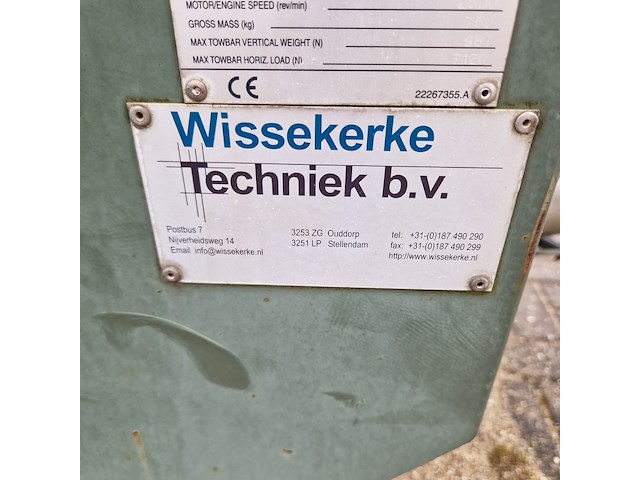 MOTOR/ENGINE SPEED (rev/min)
GROSS MASS (kg)
MAX TOWBAR VERTICAL WEIGHT (N)
MAX TOWBAR HORIZ. LOAD (N)
CE
22267355.A
Wissekerke
Techniek b.v.
Postbus 7 3253 ZG Ouddorp tel: +31-(0)187 490 290
Nijverheidsweg 14 3251 LP Stellendam fax: +31-(0)187 490 299
Email info@wissekerke.nl http://www.wissekerke.nl